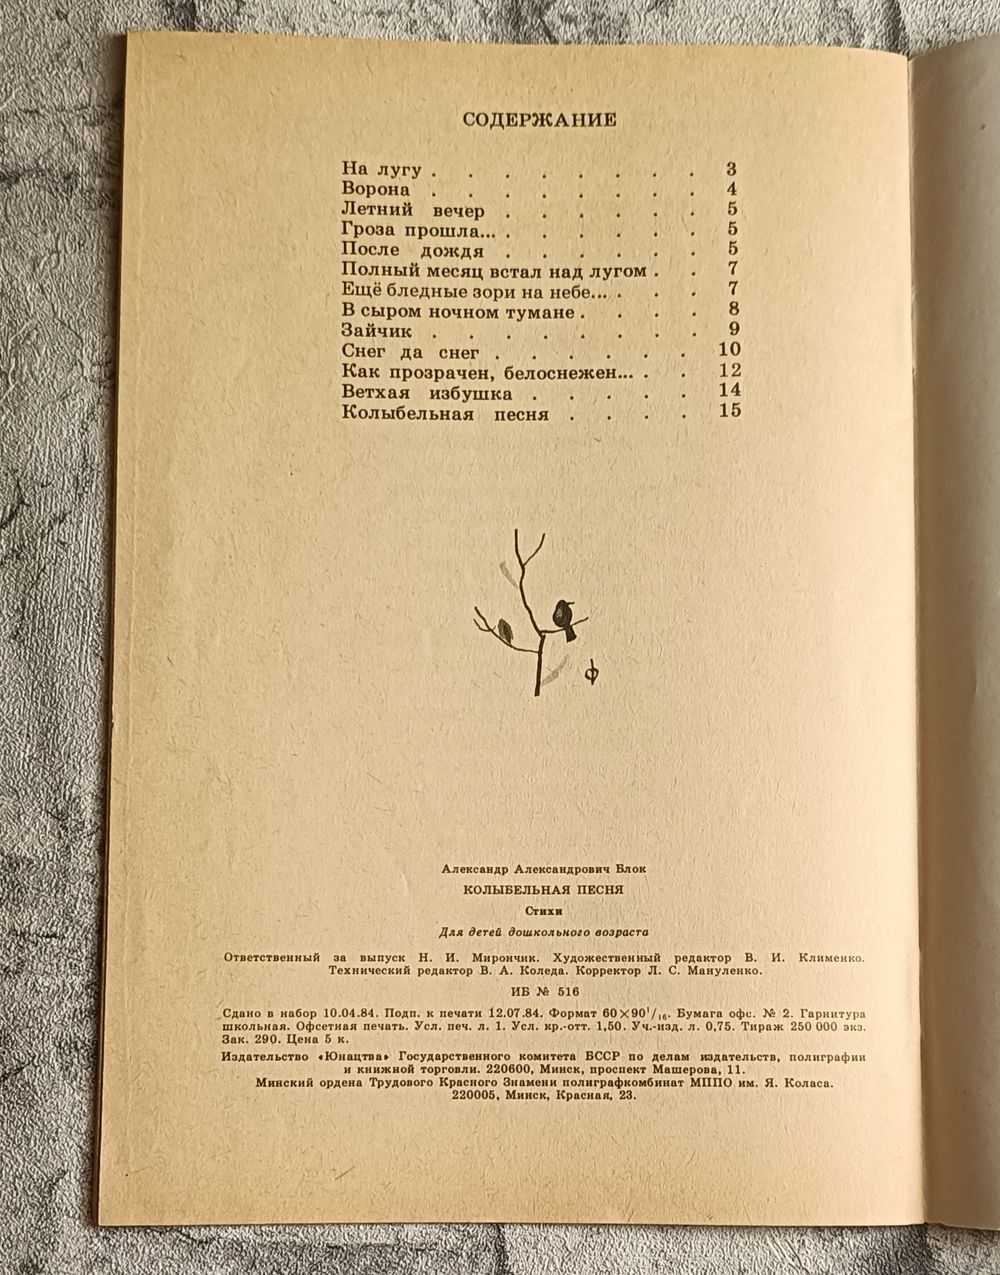 СОДЕРЖАНИЕ
На лугу . . . . . . . . 3
Ворона . . . . . . . . 4
Летний вечер . . . . . . 5
Гроза прошла... . . . . . . 5
После дождя . . . . . . 5
Полный месяц встал над лугом . . 7
Ещё бледные зори на небе... . . . 7
В сыром ночном тумане . . . . 8
Зайчик . . . . . . . . 9
Снег да снег . . . . . . 10
Как прозрачен, белоснежен... . . 12
Ветхая избушка . . . . . 14
Колыбельная песня . . . . 15
Ф
Александр Александрович Блок
КОЛЫБЕЛЬНАЯ ПЕСНЯ
Стихи
Для детей дошкольного возраста
Ответственный за выпуск Н. И. Мирончик. Художественный редактор В. И. Клименко.
Технический редактор В. А. Коледа. Корректор Л. С. Мануленко.
ИБ № 516
Сдано в набор 10.04.84. Подп. к печати 12.07.84. Формат 60×90¹/₁₆. Бумага офс. № 2. Гарнитура
школьная. Офсетная печать. Усл. печ. л. 1. Усл. кр.-отт. 1,50. Уч.-изд. л. 0,75. Тираж 250 000 экз.
Зак. 290. Цена 5 к.
Издательство «Юнацтва» Государственного комитета БССР по делам издательств, полиграфии
и книжной торговли. 220600, Минск, проспект Машерова, 11.
Минский ордена Трудового Красного Знамени полиграфкомбинат МППО им. Я. Коласа.
220005, Минск, Красная, 23.